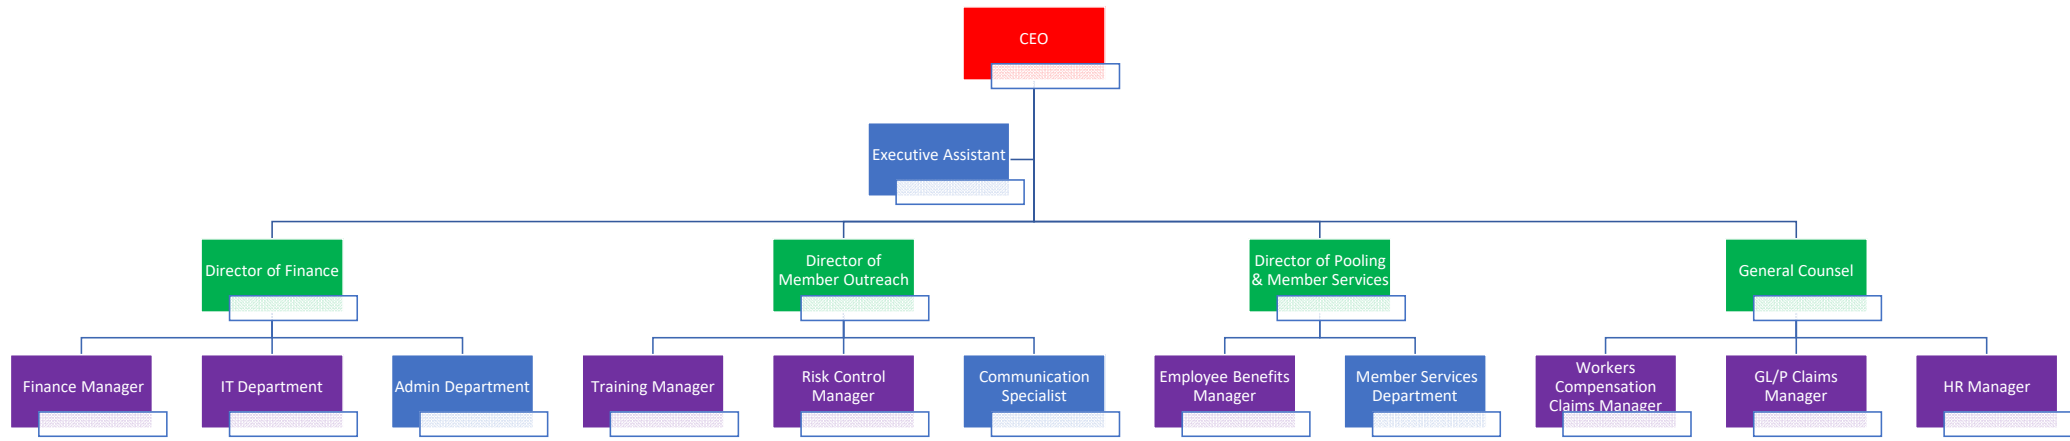 CEO
Executive Assistant
Director of Finance
Director of
Member Outreach
Director of Pooling
& Member Services
General Counsel
Finance Manager
IT Department
Admin Department
Training Manager
Risk Control
Manager
Communication
Specialist
Employee Benefits
Manager
Member Services
Department
Workers
Compensation
Claims Manager
GL/P Claims
Manager
HR Manager